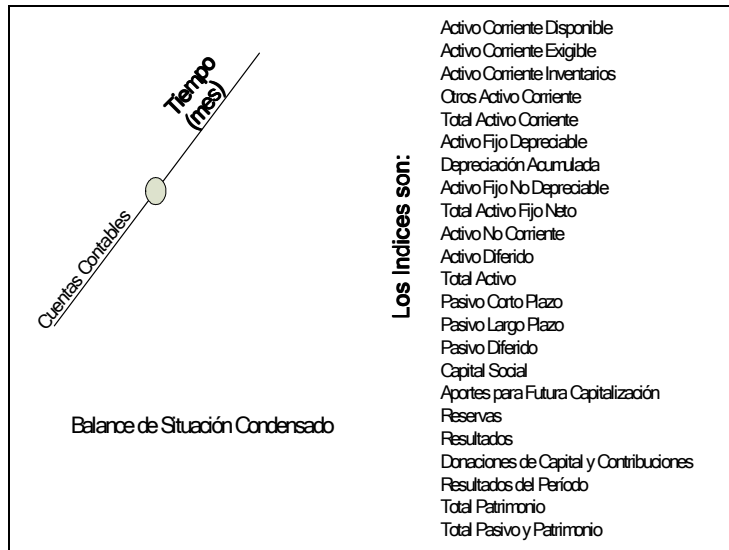 Tiempo
(mes)
Cuentas Contables
Balance de Situación Condensado
Los Indices son:
Activo Corriente Disponible
Activo Corriente Exigible
Activo Corriente Inventarios
Otros Activo Corriente
Total Activo Corriente
Activo Fijo Depreciable
Depreciación Acumulada
Activo Fijo No Depreciable
Total Activo Fijo Neto
Activo No Corriente
Activo Diferido
Total Activo
Pasivo Corto Plazo
Pasivo Largo Plazo
Pasivo Diferido
Capital Social
Aportes para Futura Capitalización
Reservas
Resultados
Donaciones de Capital y Contribuciones
Resultados del Período
Total Patrimonio
Total Pasivo y Patrimonio